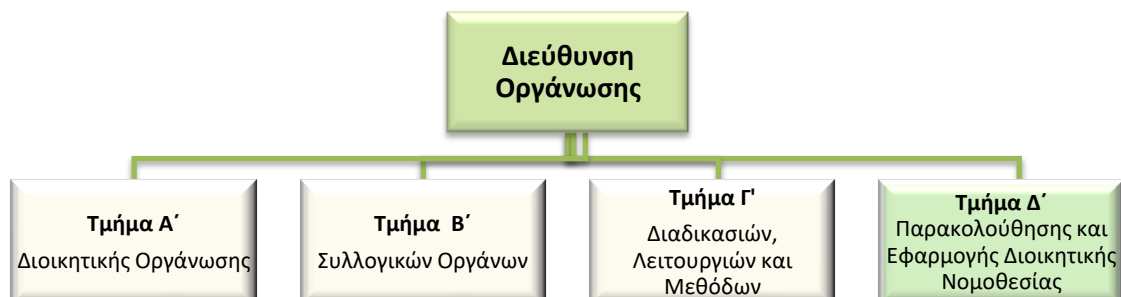 Διεύθυνση
Οργάνωσης
Τμήμα Α΄
Διοικητικής Οργάνωσης
Τμήμα Β΄
Συλλογικών Οργάνων
Τμήμα Γ'
Διαδικασιών,
Λειτουργιών και
Μεθόδων
Τμήμα Δ΄
Παρακολούθησης και
Εφαρμογής Διοικητικής
Νομοθεσίας